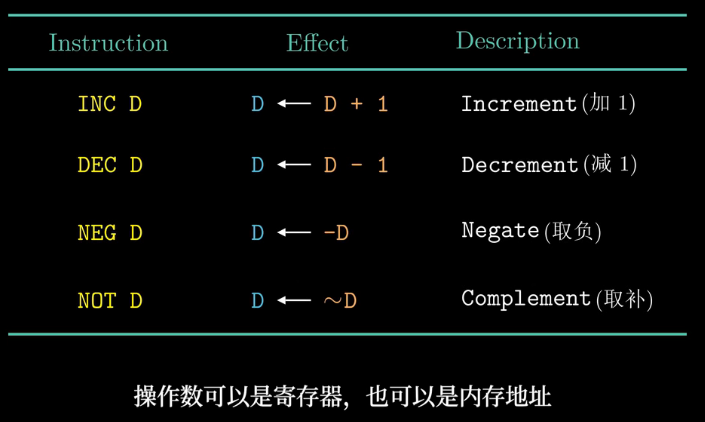 Instruction Effect Description
INC D D ⟵ D + 1 Increment(加 1)
DEC D D ⟵ D - 1 Decrement(减 1)
NEG D D ⟵ -D Negate(取负)
NOT D D ⟵ ~D Complement(取补)
操作数可以是寄存器，也可以是内存地址